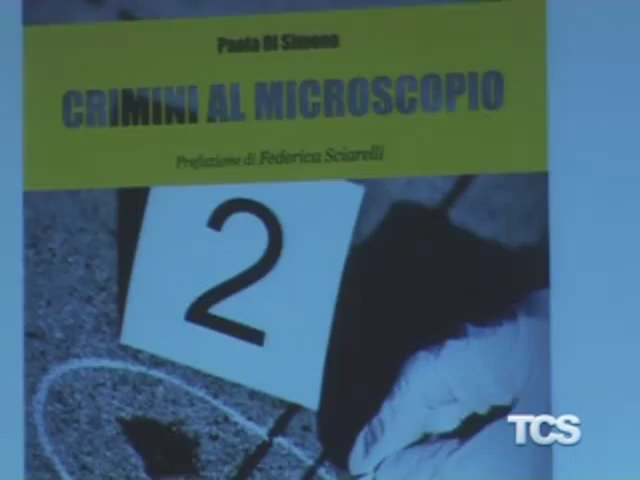 Paola Di Simone
CRIMINI AL MICROSCOPIO
Prefazione di Federica Sciarelli
2
TCS